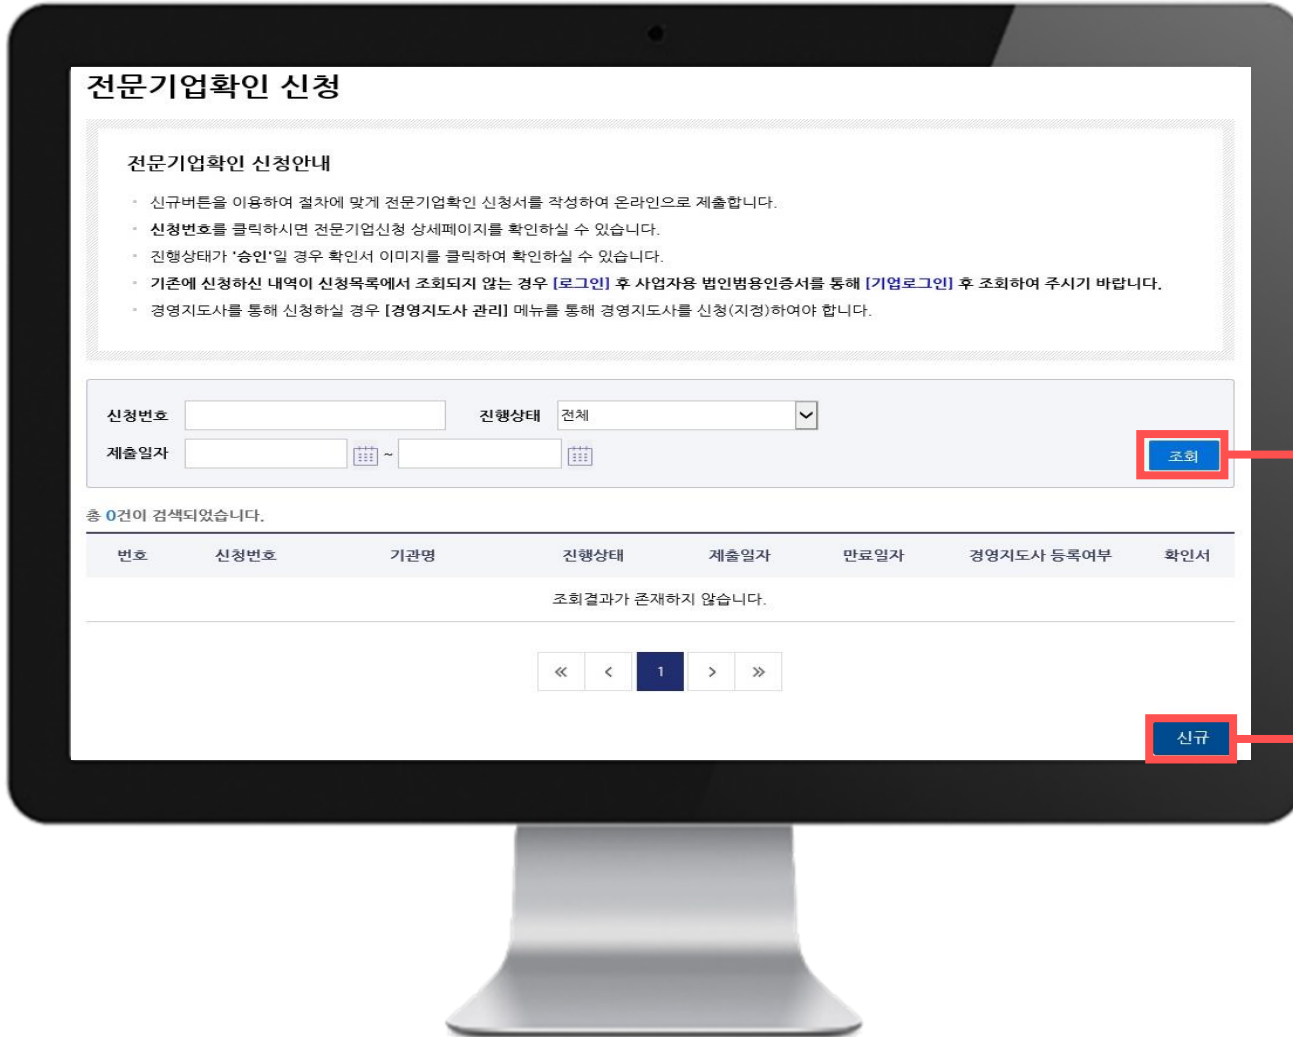 전문기업확인 신청
전문기업확인 신청안내
신규버튼을 이용하여 절차에 맞게 전문기업확인 신청서를 작성하여 온라인으로 제출합니다.
신청번호를 클릭하시면 전문기업신청 상세페이지를 확인하실 수 있습니다.
진행상태가 '승인'일 경우 확인서 이미지를 클릭하여 확인하실 수 있습니다.
기존에 신청하신 내역이 신청목록에서 조회되지 않는 경우 [로그인] 후 사업자용 법인범용인증서를 통해 [기업로그인] 후 조회하여 주시기 바랍니다.
경영지도사를 통해 신청하실 경우 [경영지도사 관리] 메뉴를 통해 경영지도사를 신청(지정)하여야 합니다.
신청번호 진행상태 전체
제출일자 ~ 조회
총 0건이 검색되었습니다.
번호 신청번호 기관명 진행상태 제출일자 만료일자 경영지도사 등록여부 확인서
조회결과가 존재하지 않습니다.
« < 1 > »
신규